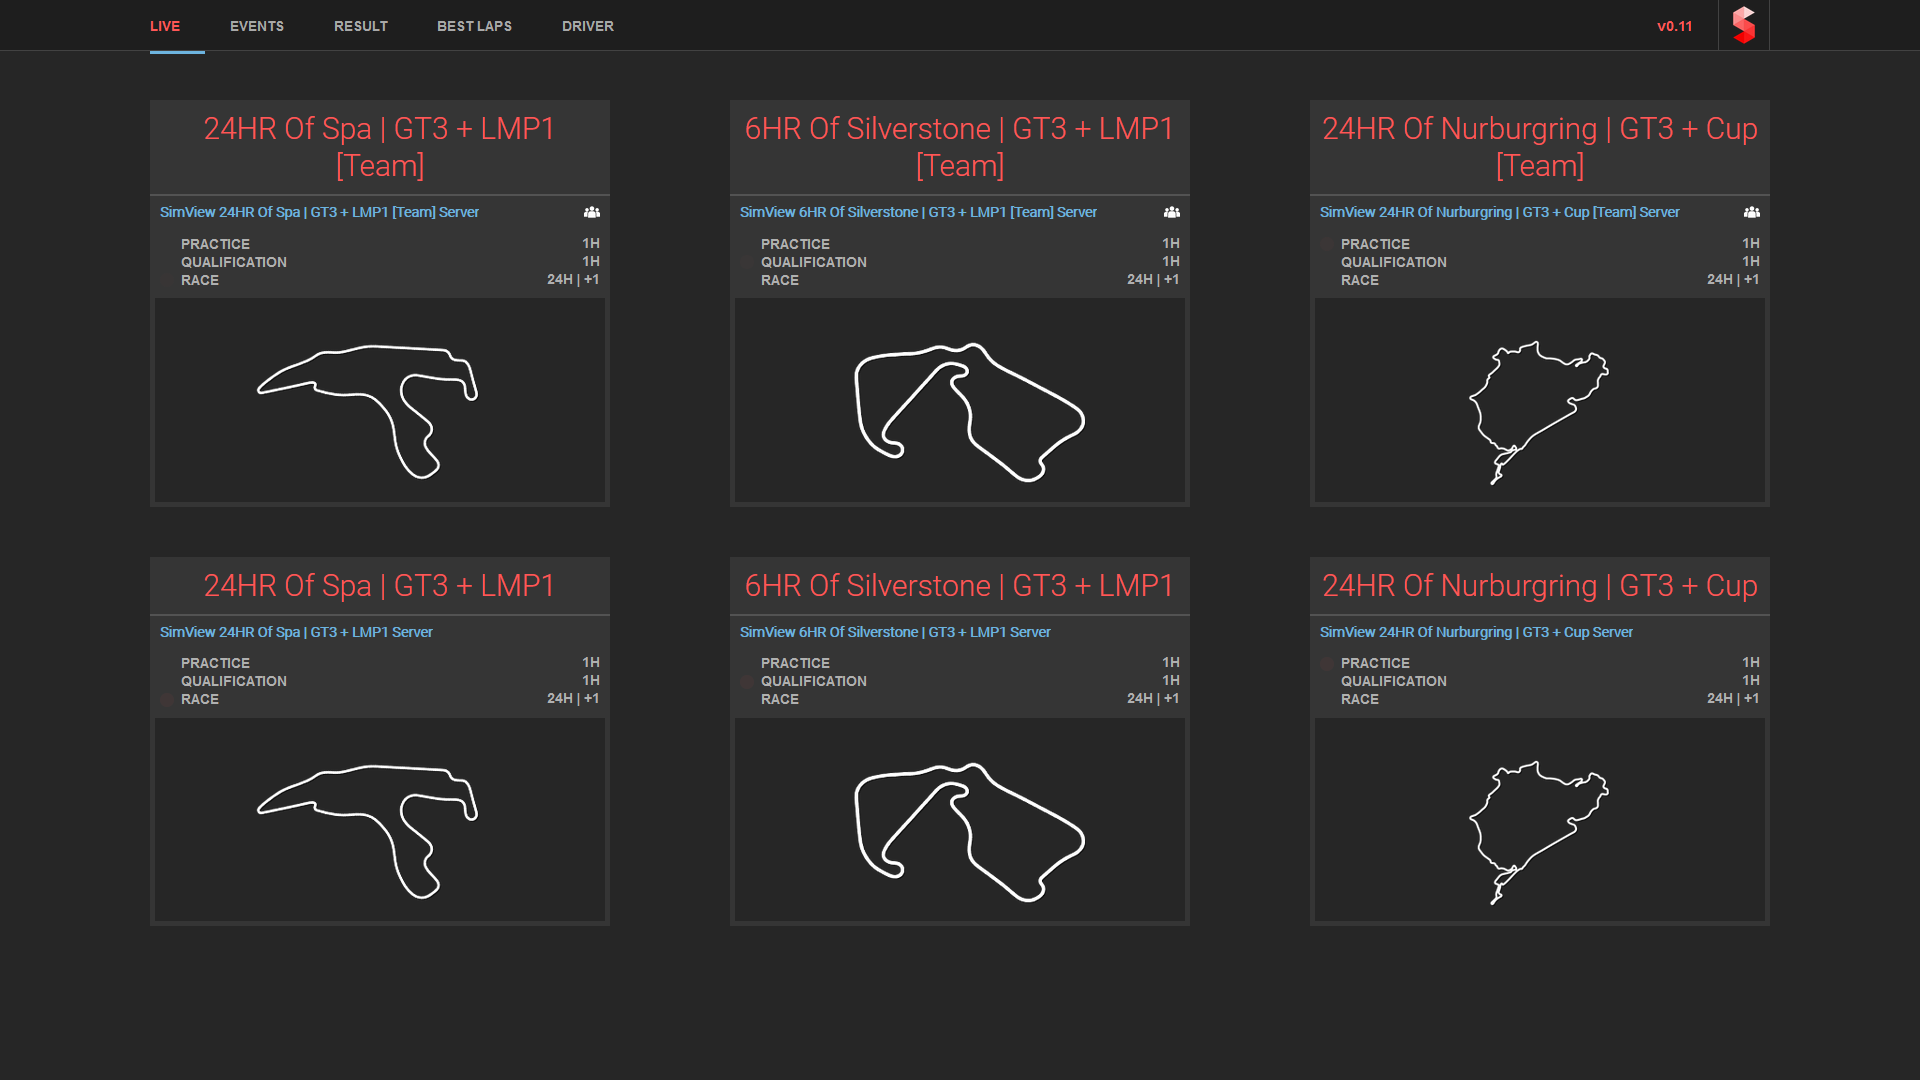 LIVE EVENTS RESULT BEST LAPS DRIVER v0.11
24HR Of Spa | GT3 + LMP1
[Team]
SimView 24HR Of Spa | GT3 + LMP1 [Team] Server
PRACTICE 1H
QUALIFICATION 1H
RACE 24H | +1
6HR Of Silverstone | GT3 + LMP1
[Team]
SimView 6HR Of Silverstone | GT3 + LMP1 [Team] Server
PRACTICE 1H
QUALIFICATION 1H
RACE 24H | +1
24HR Of Nurburgring | GT3 + Cup
[Team]
SimView 24HR Of Nurburgring | GT3 + Cup [Team] Server
PRACTICE 1H
QUALIFICATION 1H
RACE 24H | +1
24HR Of Spa | GT3 + LMP1
SimView 24HR Of Spa | GT3 + LMP1 Server
PRACTICE 1H
QUALIFICATION 1H
RACE 24H | +1
6HR Of Silverstone | GT3 + LMP1
SimView 6HR Of Silverstone | GT3 + LMP1 Server
PRACTICE 1H
QUALIFICATION 1H
RACE 24H | +1
24HR Of Nurburgring | GT3 + Cup
SimView 24HR Of Nurburgring | GT3 + Cup Server
PRACTICE 1H
QUALIFICATION 1H
RACE 24H | +1